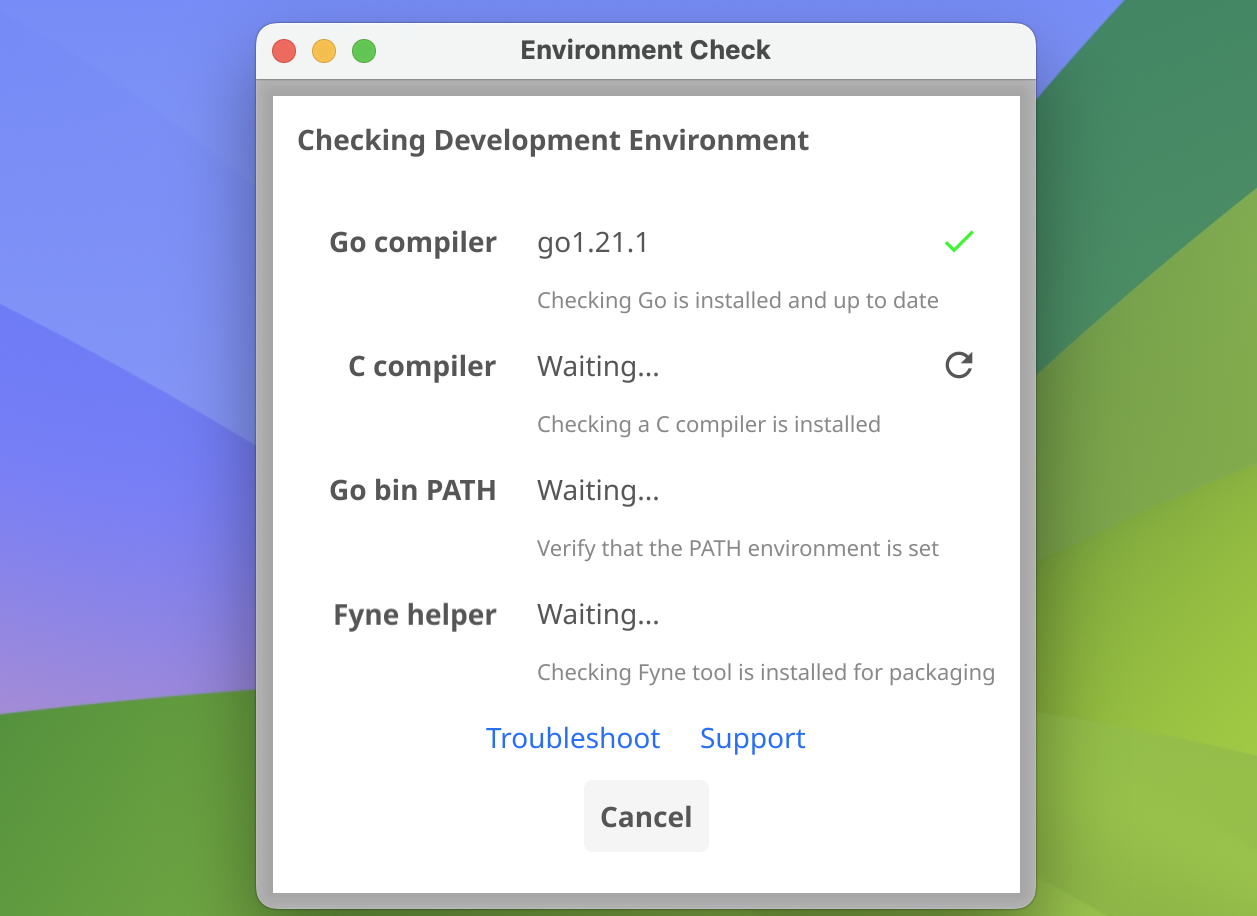 Environment Check
Checking Development Environment
Go compiler go1.21.1
Checking Go is installed and up to date
C compiler Waiting...
Checking a C compiler is installed
Go bin PATH Waiting...
Verify that the PATH environment is set
Fyne helper Waiting...
Checking Fyne tool is installed for packaging
Troubleshoot Support
Cancel